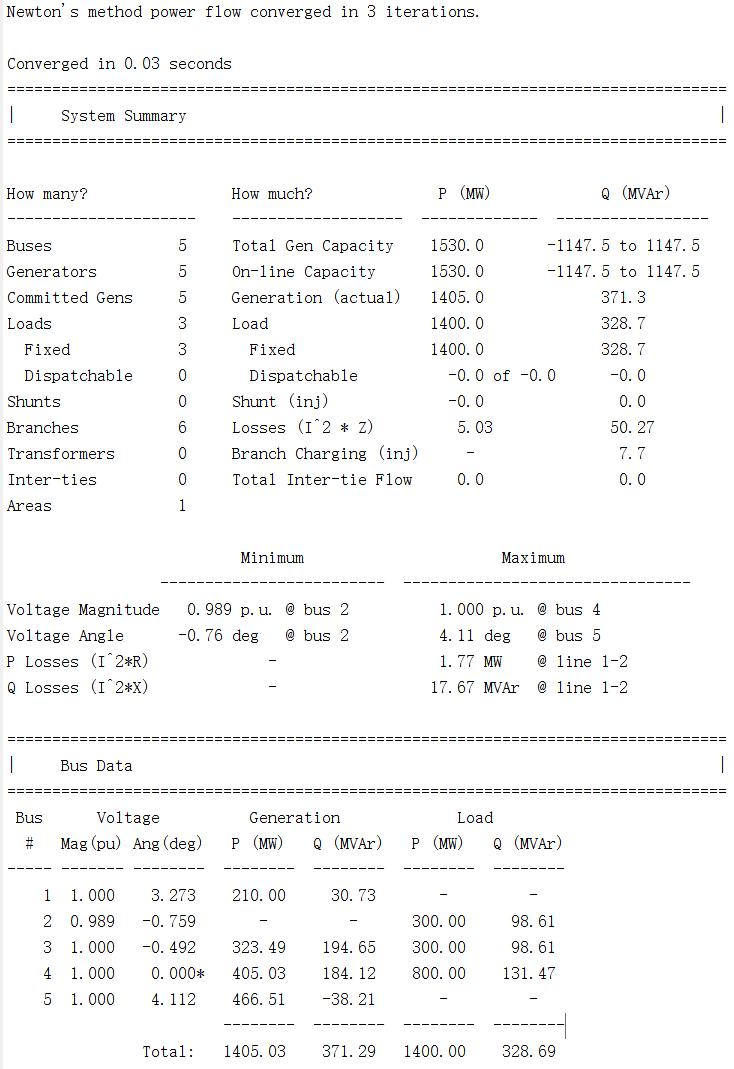 Newton's method power flow converged in 3 iterations.
Converged in 0.03 seconds
================================================================================
|     System Summary                                                           |
================================================================================
How many?                How much?              P (MW)            Q (MVAr)
---------------------    -------------------  -------------  -----------------
Buses              5     Total Gen Capacity    1530.0       -1147.5 to 1147.5
Generators         5     On-line Capacity      1530.0       -1147.5 to 1147.5
Committed Gens     5     Generation (actual)   1405.0             371.3
Loads              3     Load                  1400.0             328.7
  Fixed            3       Fixed               1400.0             328.7
  Dispatchable     0       Dispatchable          -0.0 of -0.0      -0.0
Shunts             0     Shunt (inj)             -0.0               0.0
Branches           6     Losses (I^2 * Z)         5.03             50.27
Transformers       0     Branch Charging (inj)     -                7.7
Inter-ties         0     Total Inter-tie Flow     0.0               0.0
Areas              1
                          Minimum                      Maximum
                 -------------------------  --------------------------------
Voltage Magnitude   0.989 p.u. @ bus 2          1.000 p.u. @ bus 4
Voltage Angle      -0.76 deg   @ bus 2          4.11 deg   @ bus 5
P Losses (I^2*R)             -                  1.77 MW    @ line 1-2
Q Losses (I^2*X)             -                 17.67 MVAr  @ line 1-2
================================================================================
|     Bus Data                                                                 |
================================================================================
 Bus      Voltage          Generation             Load
  #   Mag(pu) Ang(deg)   P (MW)   Q (MVAr)   P (MW)   Q (MVAr)
----- ------- --------  --------  --------  --------  --------
    1  1.000    3.273    210.00     30.73       -         -
    2  0.989   -0.759       -         -      300.00     98.61
    3  1.000   -0.492    323.49    194.65    300.00     98.61
    4  1.000    0.000*   405.03    184.12    800.00    131.47
    5  1.000    4.112    466.51    -38.21       -         -
                        --------  --------  --------  --------
               Total:   1405.03    371.29   1400.00    328.69